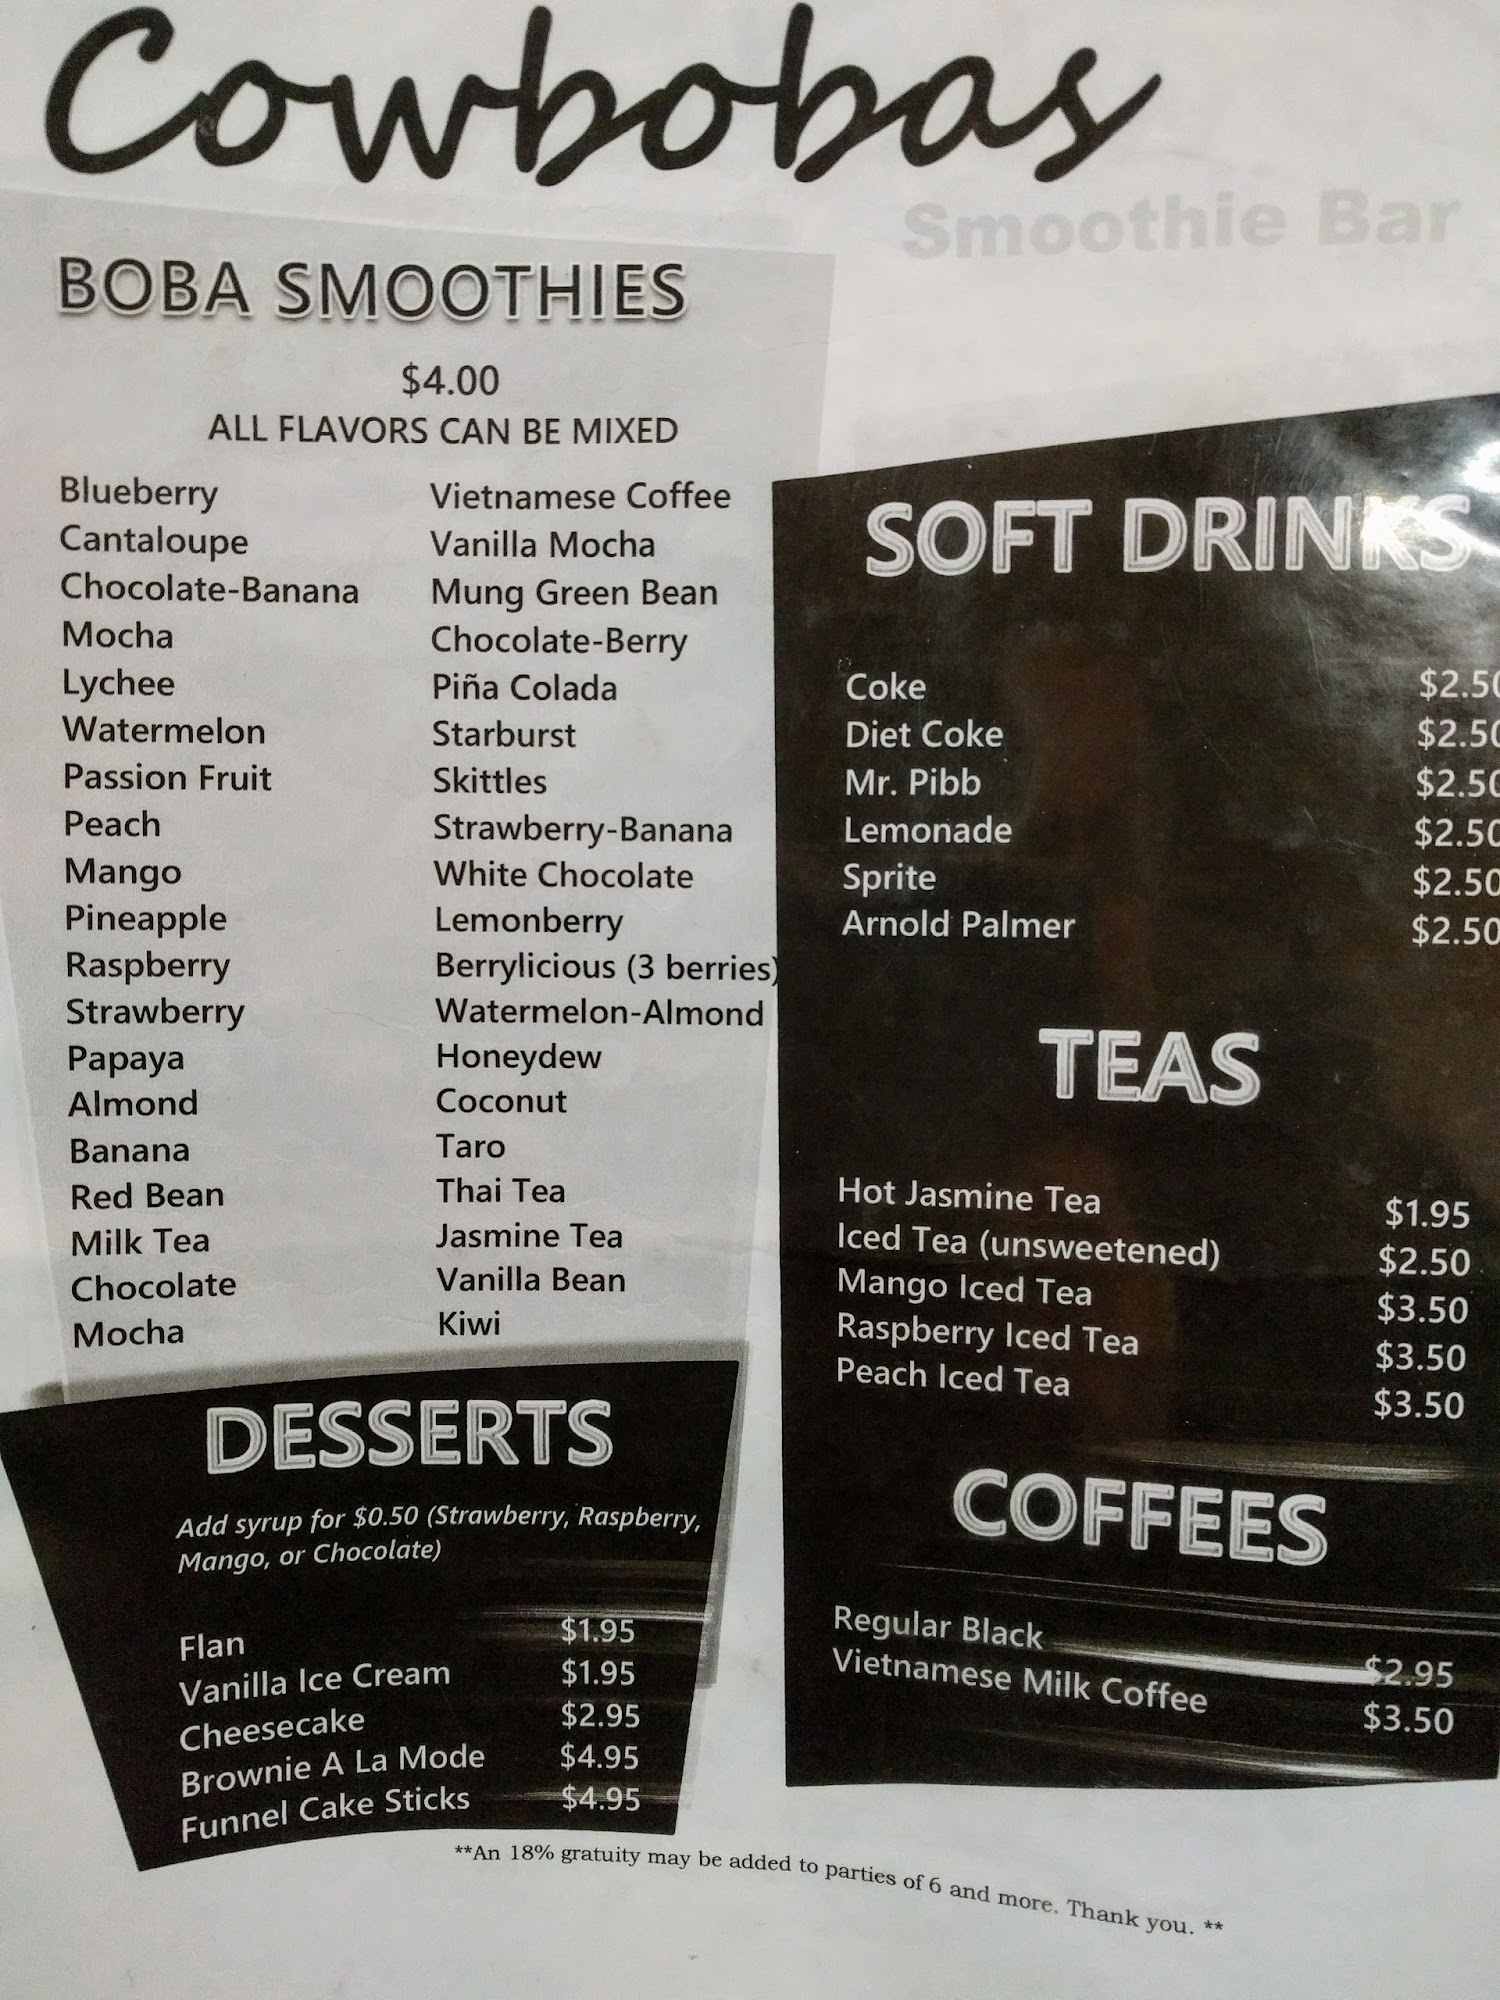 Cowbobas
Smoothie Bar
BOBA SMOOTHIES
$4.00
ALL FLAVORS CAN BE MIXED
Blueberry
Cantaloupe
Chocolate-Banana
Mocha
Lychee
Watermelon
Passion Fruit
Peach
Mango
Pineapple
Raspberry
Strawberry
Papaya
Almond
Banana
Red Bean
Milk Tea
Chocolate
Mocha
Vietnamese Coffee
Vanilla Mocha
Mung Green Bean
Chocolate-Berry
Piña Colada
Starburst
Skittles
Strawberry-Banana
White Chocolate
Lemonberry
Berrylicious (3 berries)
Watermelon-Almond
Honeydew
Coconut
Taro
Thai Tea
Jasmine Tea
Vanilla Bean
Kiwi
DESSERTS
Add syrup for $0.50 (Strawberry, Raspberry,
Mango, or Chocolate)
Flan $1.95
Vanilla Ice Cream $1.95
Cheesecake $2.95
Brownie A La Mode $4.95
Funnel Cake Sticks $4.95
SOFT DRINKS
Coke $2.50
Diet Coke $2.50
Mr. Pibb $2.50
Lemonade $2.50
Sprite $2.50
Arnold Palmer $2.50
TEAS
Hot Jasmine Tea $1.95
Iced Tea (unsweetened) $2.50
Mango Iced Tea $3.50
Raspberry Iced Tea $3.50
Peach Iced Tea $3.50
COFFEES
Regular Black $2.95
Vietnamese Milk Coffee $3.50
**An 18% gratuity may be added to parties of 6 and more. Thank you. **